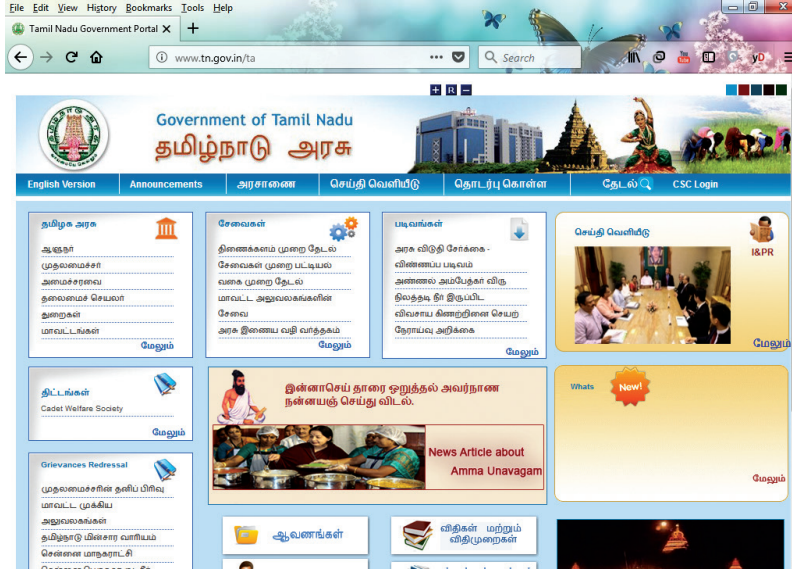 File Edit View History Bookmarks Tools Help
Tamil Nadu Government Portal
www.tn.gov.in/ta
Search
R
Government of Tamil Nadu
தமிழ்நாடு அரசு
English Version Announcements அரசாணை செய்தி வெளியீடு தொடர்பு கொள்ள தேடல் CSC Login
தமிழக அரசு
ஆளுநர்
முதலமைச்சர்
அமைச்சரவை
தலைமைச் செயலர்
துறைகள்
மாவட்டங்கள்
மேலும்
சேவைகள்
திணைக்களம் முறை தேடல்
சேவைகள் முறை பட்டியல்
வகை முறை தேடல்
மாவட்ட அலுவலகங்களின்
சேவை
அரசு இணைய வழி வர்த்தகம்
மேலும்
படிவங்கள்
அரசு விடுதி சேர்க்கை -
விண்ணப்ப படிவம்
அண்ணல் அம்பேத்கர் விரு
நிலத்தடி நீர் இருப்பிட
விவசாய கிணற்றினை செயற்
நேராய்வு அறிக்கை
மேலும்
செய்தி வெளியீடு
I&PR
மேலும்
திட்டங்கள்
Cadet Welfare Society
மேலும்
இன்னாசெய் தாரை ஒறுத்தல் அவர்நாண
நன்னயஞ் செய்து விடல்.
News Article about
Amma Unavagam
Whats New!
மேலும்
Grievances Redressal
முதலமைச்சரின் தனிப் பிரிவு
மாவட்ட முக்கிய
அலுவலகங்கள்
தமிழ்நாடு மின்சார வாரியம்
சென்னை மாநகராட்சி
ஆவணங்கள்
விதிகள் மற்றும்
விதிமுறைகள்